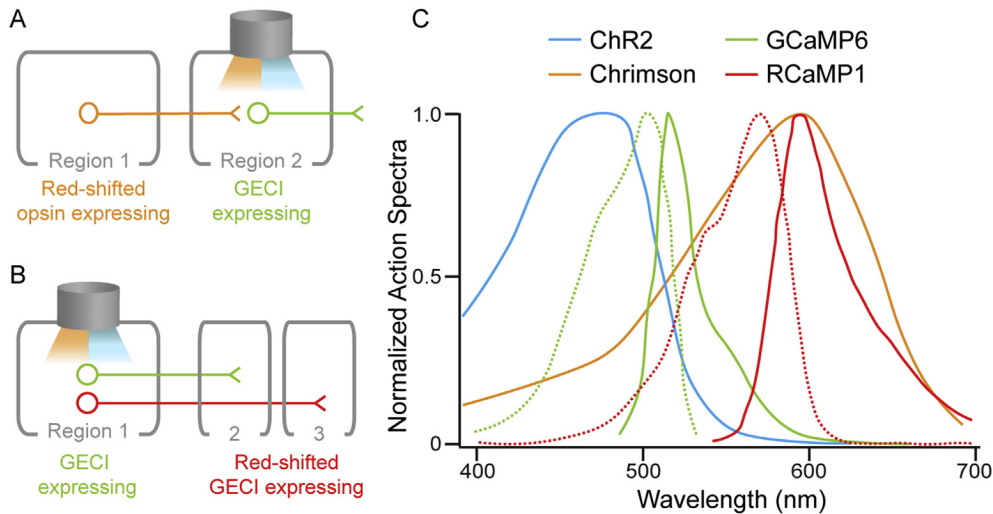 A
Region 1
Region 2
Red-shifted
opsin expressing
GECI
expressing
B
Region 1
2
3
GECI
expressing
Red-shifted
GECI expressing
C
ChR2
GCaMP6
Chrimson
RCaMP1
Normalized Action Spectra
1.0
0.5
0
400
500
600
700
Wavelength (nm)